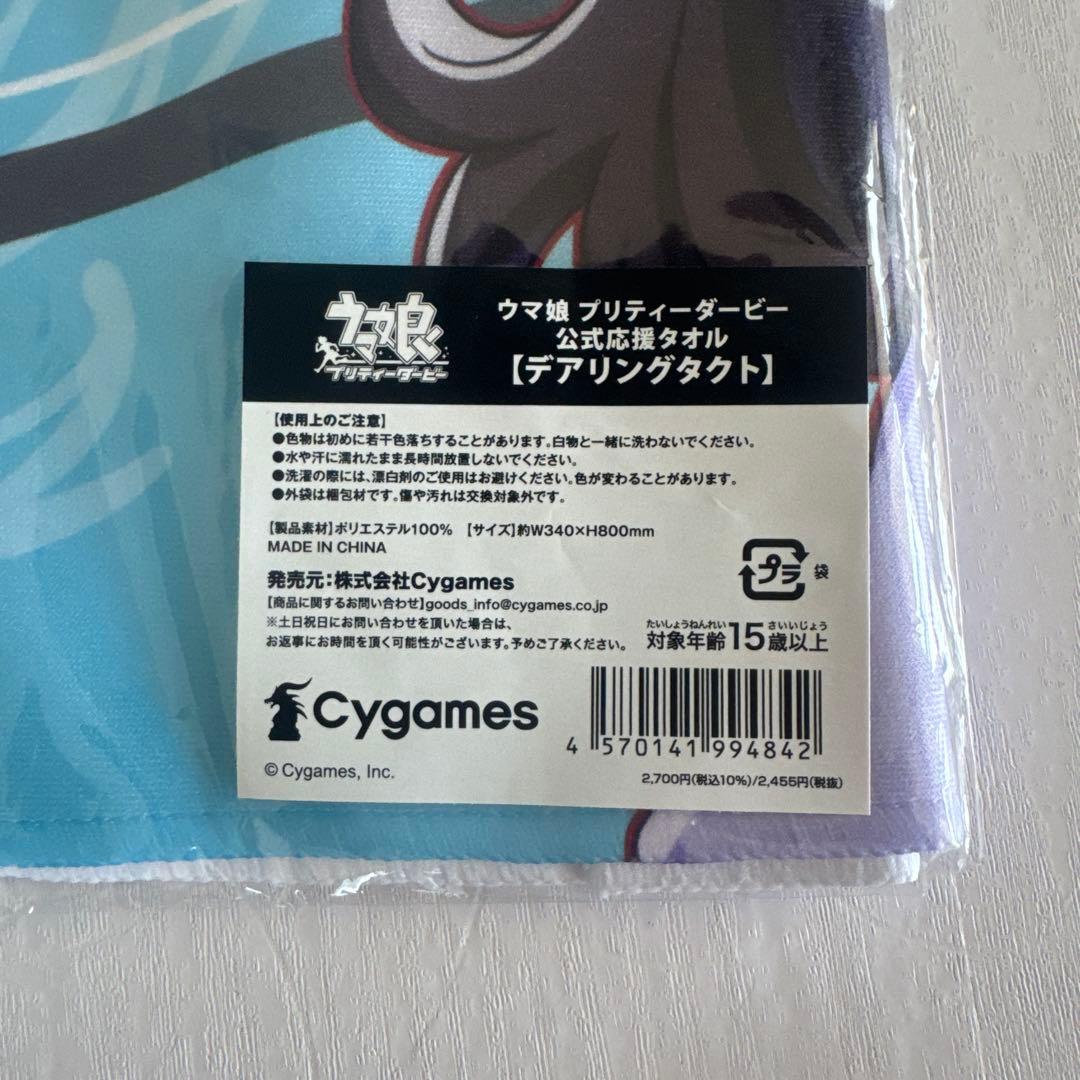 ウマ娘
プリティーダービー
ウマ娘 プリティーダービー
公式応援タオル
【デアリングタクト】
【使用上のご注意】
●色物は初めに若干色落ちすることがあります。白物と一緒に洗わないでください。
●水や汗に濡れたまま長時間放置しないでください。
●洗濯の際には、漂白剤のご使用はお避けください。色が変わることがあります。
●外袋は梱包材です。傷や汚れは交換対象外です。
【製品素材】ポリエステル100% 【サイズ】約W340×H800mm
MADE IN CHINA
発売元:株式会社Cygames
【商品に関するお問い合わせ】goods_info@cygames.co.jp
※土日祝日にお問い合わせを頂いた場合は、
お返事にお時間を頂く可能性がございます。予めご了承ください。
プラ 袋
たいしょうねんれい さいいじょう
対象年齢15歳以上
Cygames
4 570141 994842
© Cygames, Inc.
2,700円(税込10%)/2,455円(税抜)